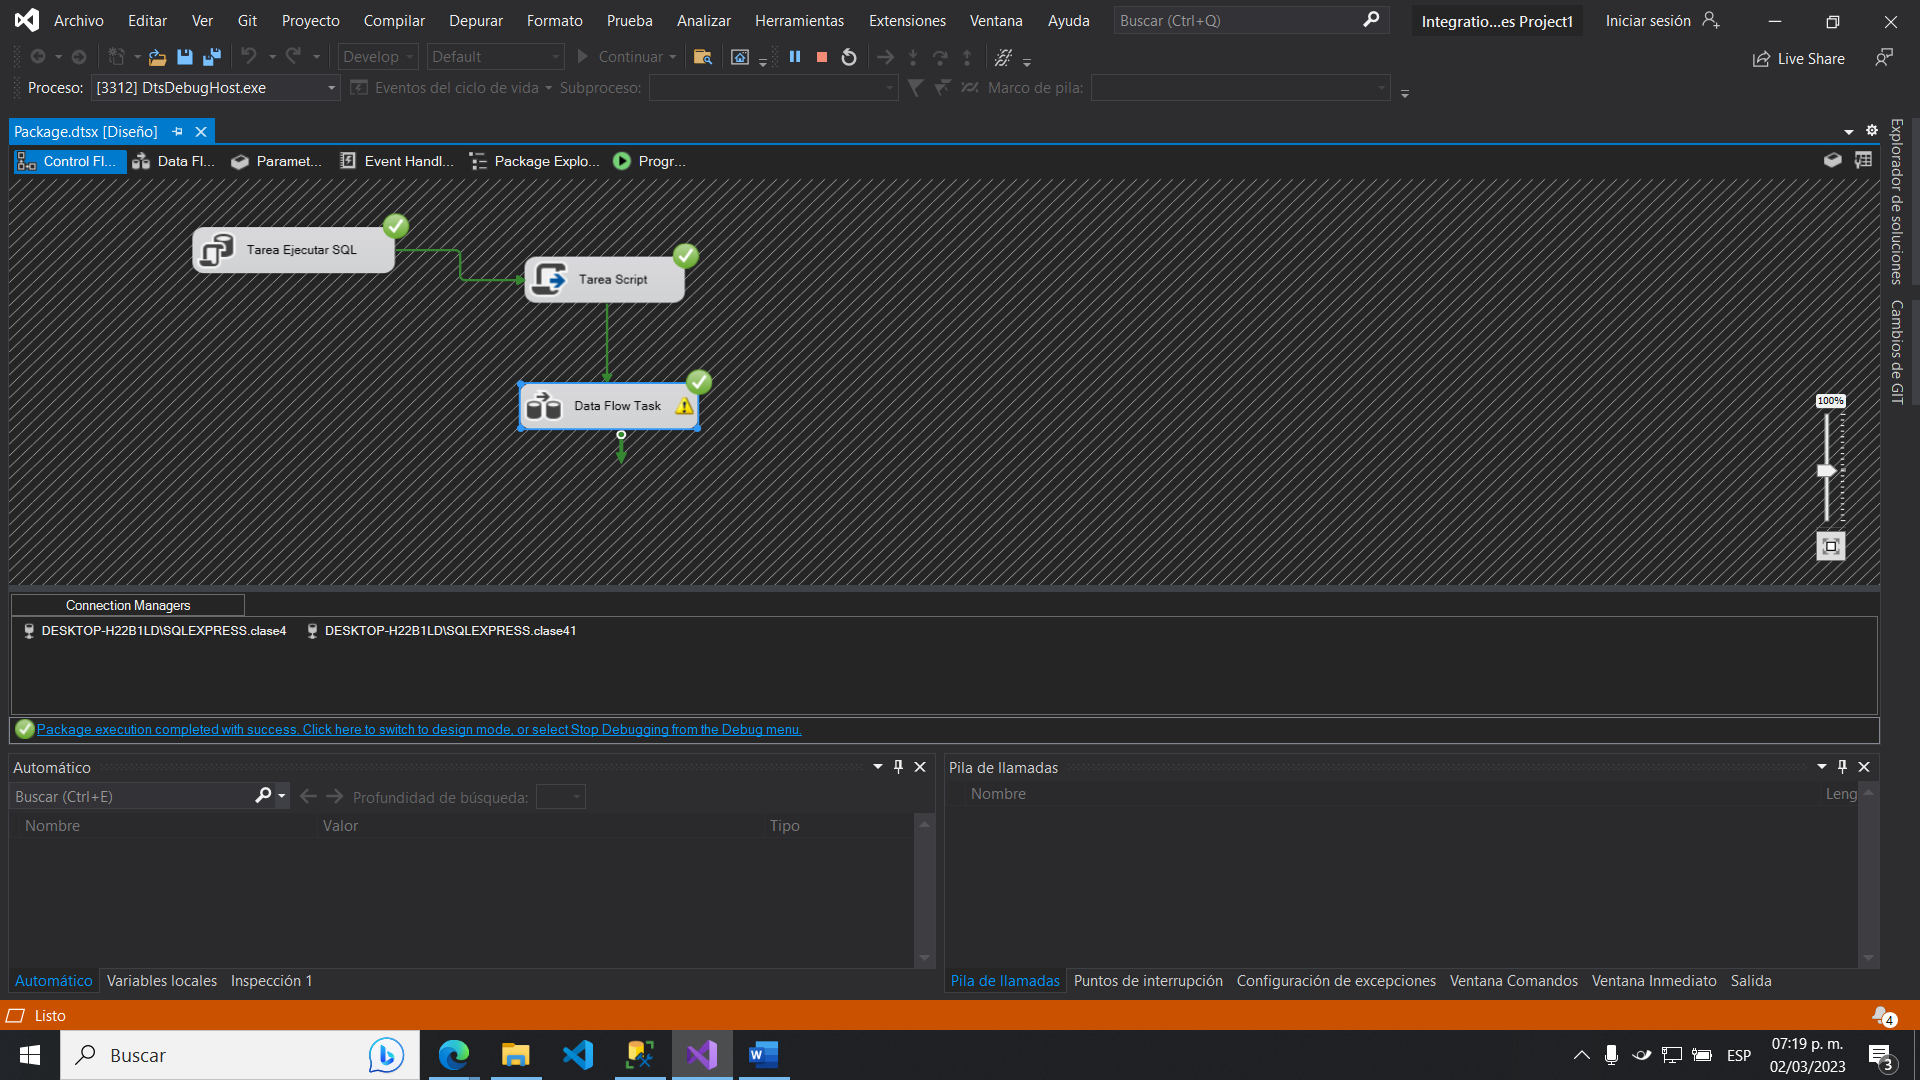 Archivo Editar Ver Git Proyecto Compilar Depurar Formato Prueba Analizar Herramientas Extensiones Ventana Ayuda Buscar (Ctrl+Q) Integratio...es Project1 Iniciar sesión
Develop Default Continuar Live Share
Proceso: [3312] DtsDebugHost.exe Eventos del ciclo de vida Subproceso: Marco de pila:
Package.dtsx [Diseño]
Control Fl... Data Fl... Paramet... Event Handl... Package Explo... Progr...
Explorador de soluciones
Cambios de GIT
Tarea Ejecutar SQL
Tarea Script
Data Flow Task
100%
Connection Managers
DESKTOP-H22B1LD\SQLEXPRESS.clase4 DESKTOP-H22B1LD\SQLEXPRESS.clase41
Package execution completed with success. Click here to switch to design mode, or select Stop Debugging from the Debug menu.
Automático
Buscar (Ctrl+E) Profundidad de búsqueda:
Nombre Valor Tipo
Automático Variables locales Inspección 1
Pila de llamadas
Nombre Leng
Pila de llamadas Puntos de interrupción Configuración de excepciones Ventana Comandos Ventana Inmediato Salida
Listo 4
Buscar ESP 07:19 p. m.
02/03/2023
3